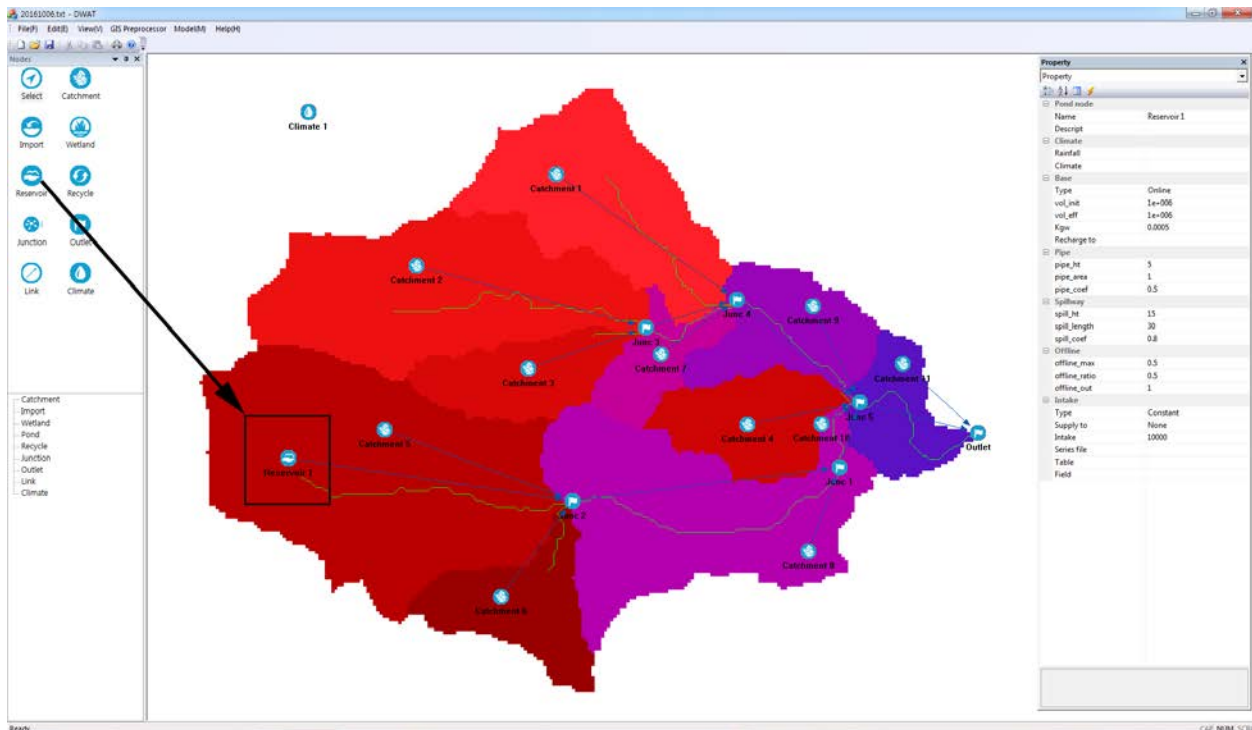 20161006.txt - DWAT
File(F) Edit(E) View(V) GIS Preprocessor Model(M) Help(H)
Nodes
Select Catchment
Import Wetland
Reservoir Recycle
Junction Outlet
Link Climate
Catchment
Import
Wetland
Pond
Recycle
Junction
Outlet
Link
Climate
Climate 1
Catchment 1
Catchment 2
Catchment 9
Junc 4
Junc 3
Catchment 7
Catchment 3
Catchment 11
Junc 5
Catchment 5
Catchment 4
Catchment 10
Outlet
Reservoir 1
Junc 1
Junc 2
Catchment 8
Catchment 6
Property
Property
Pond node
Name Reservoir 1
Descript
Climate
Rainfall
Climate
Base
Type Online
vol_init 1e+006
vol_eff 1e+006
Kgw 0.0005
Recharge to
Pipe
pipe_ht 5
pipe_area 1
pipe_coef 0.5
Spillway
spill_ht 15
spill_length 30
spill_coef 0.8
Offline
offline_max 0.5
offline_ratio 0.5
offline_out 1
Intake
Type Constant
Supply to None
Intake 10000
Series file
Table
Field
Ready
CAP NUM SCRL